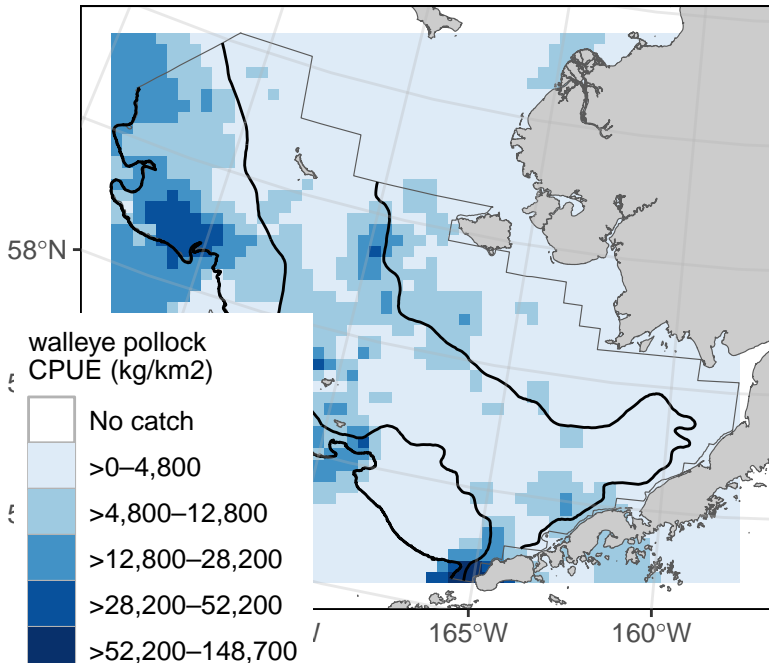 58°N
walleye pollock
CPUE (kg/km2)
No catch
>0–4,800
>4,800–12,800
>12,800–28,200
>28,200–52,200
>52,200–148,700
165°W
160°W